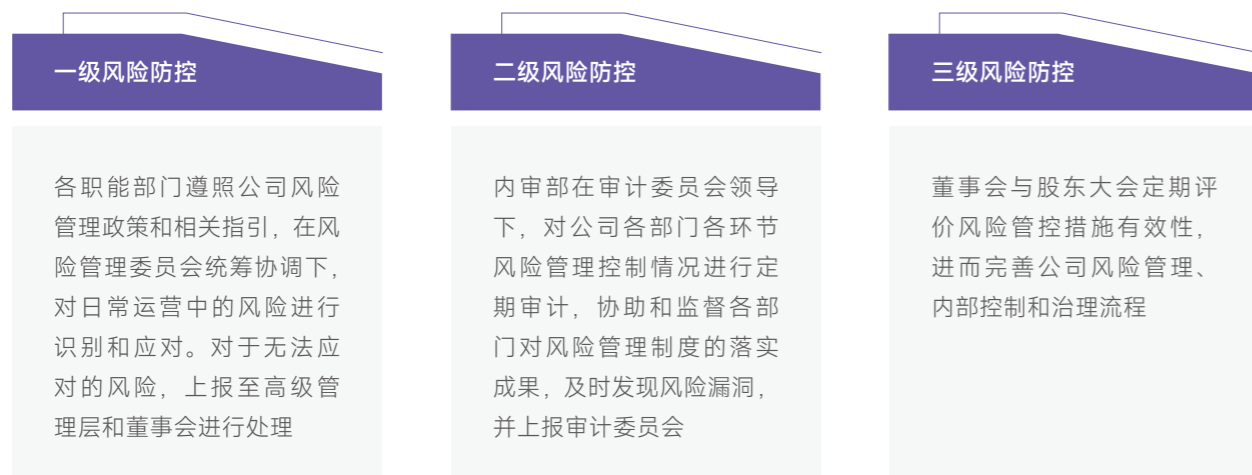 一级风险防控
各职能部门遵照公司风险
管理政策和相关指引，在风
险管理委员会统筹协调下，
对日常运营中的风险进行
识别和应对。对于无法应
对的风险，上报至高级管
理层和董事会进行处理
二级风险防控
内审部在审计委员会领导
下，对公司各部门各环节
风险管理控制情况进行定
期审计，协助和监督各部
门对风险管理制度的落实
成果，及时发现风险漏洞，
并上报审计委员会
三级风险防控
董事会与股东大会定期评
价风险管控措施有效性，
进而完善公司风险管理、
内部控制和治理流程